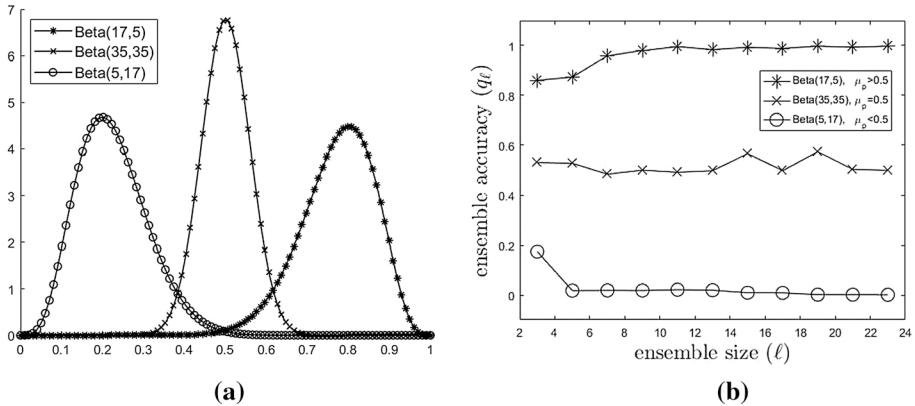 7
6
5
4
3
2
1
0
Beta(17,5)
Beta(35,35)
Beta(5,17)
0 0.1 0.2 0.3 0.4 0.5 0.6 0.7 0.8 0.9 1
(a)
ensemble accuracy (qℓ)
1
0.8
0.6
0.4
0.2
0
Beta(17,5), μp>0.5
Beta(35,35), μp=0.5
Beta(5,17), μp<0.5
2 4 6 8 10 12 14 16 18 20 22 24
ensemble size (ℓ)
(b)